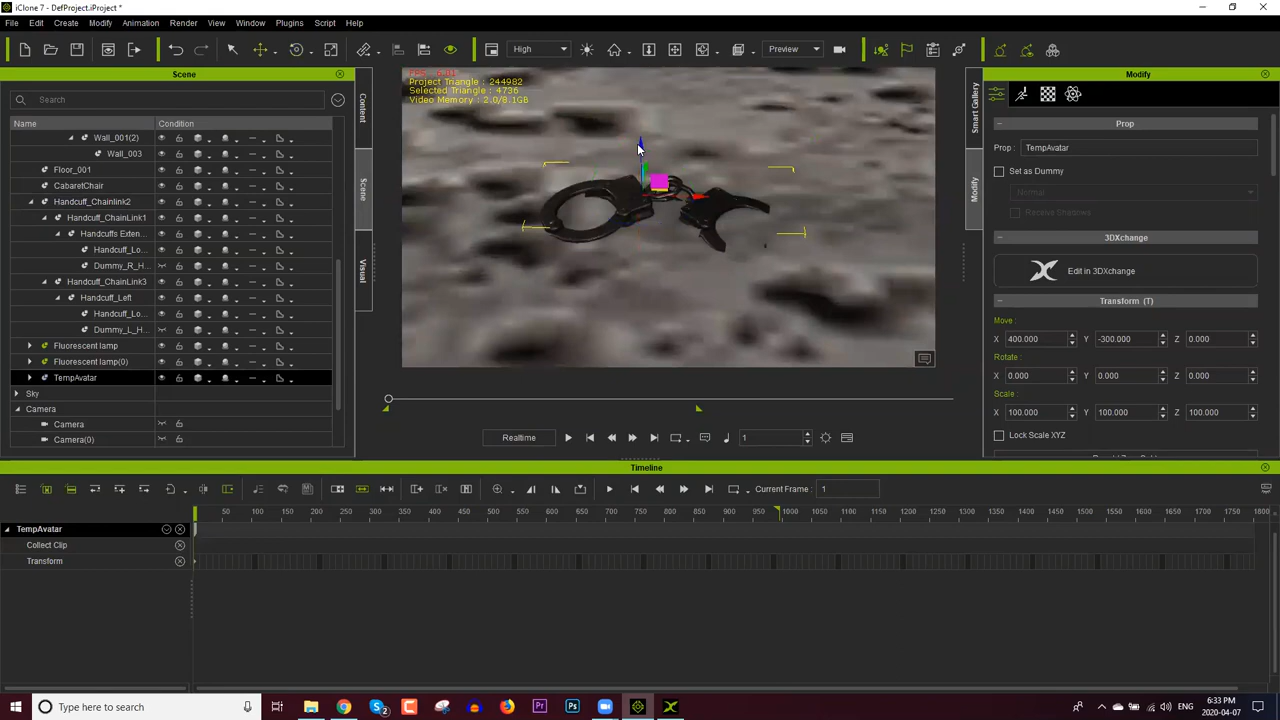 iClone 7 - DefProject.iProject *
File Edit Create Modify Animation Render View Window Plugins Script Help
High
Preview
Scene
Search
Name Condition
Wall_001(2)
Wall_003
Floor_001
CabaretChair
Handcuff_Chainlink2
Handcuff_ChainLink1
Handcuffs Exten...
Handcuff_Lo...
Dummy_R_H...
Handcuff_ChainLink3
Handcuff_Left
Handcuff_Lo...
Dummy_L_H...
Fluorescent lamp
Fluorescent lamp(0)
TempAvatar
Sky
Camera
Camera
Camera(0)
Content
Scene
Visual
Project Triangle : 244982
Selected Triangle : 4736
Video Memory : 2.0/8.1GB
Realtime
1
Smart Gallery
Modify
Modify
Prop
Prop : TempAvatar
Set as Dummy
Normal
Receive Shadows
3DXchange
Edit in 3DXchange
Transform (T)
Move :
X 400.000 Y -300.000 Z 0.000
Rotate :
X 0.000 Y 0.000 Z 0.000
Scale :
X 100.000 Y 100.000 Z 100.000
Lock Scale XYZ
Timeline
Current Frame : 1
50 100 150 200 250 300 350 400 450 500 550 600 650 700 750 800 850 900 950 1000 1050 1100 1150 1200 1250 1300 1350 1400 1450 1500 1550 1600 1650 1700 1750 1800
TempAvatar
Collect Clip
Transform
Type here to search
2
Pr
Ps
ENG
6:33 PM
2020-04-07